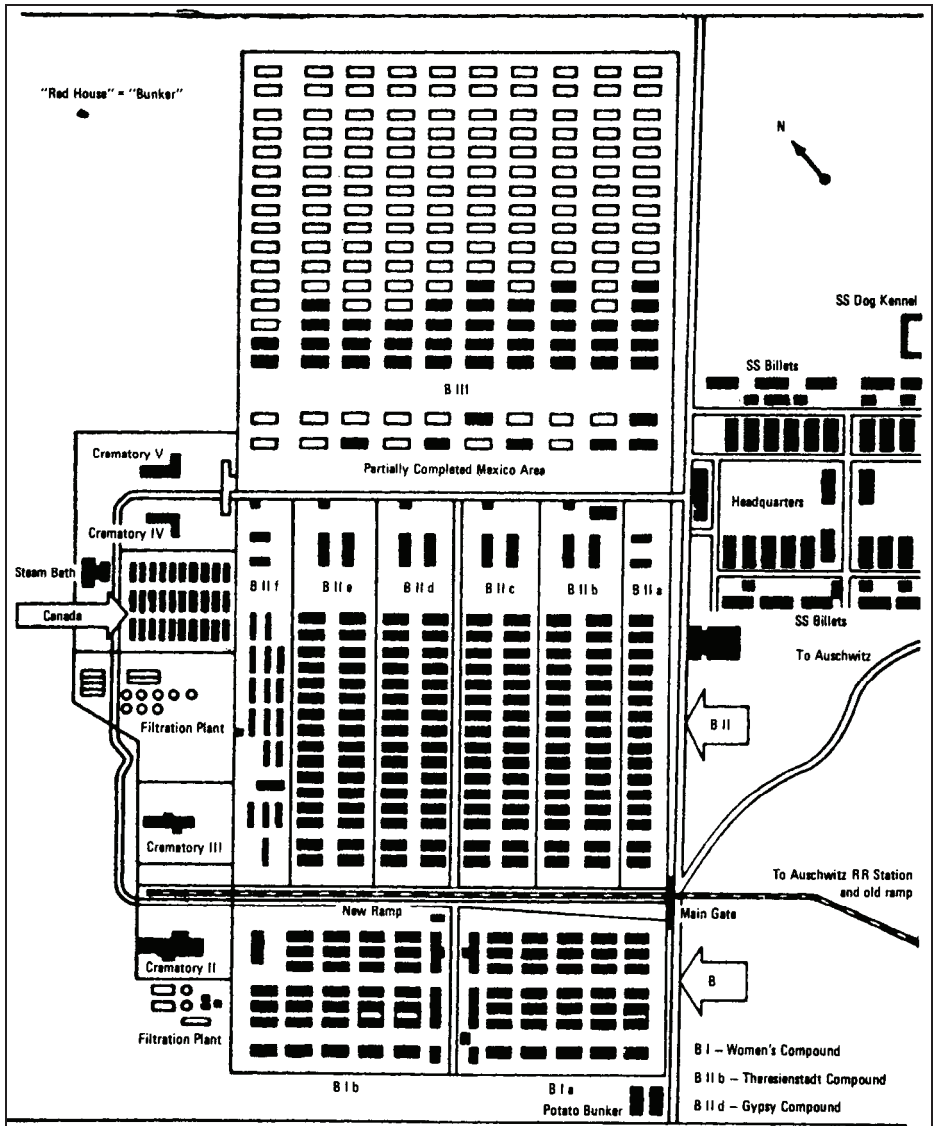 "Red House" = "Bunker"
N
SS Dog Kennel
SS Billets
B III1
Crematory V
Partially Completed Mexico Area
Headquarters
Crematory IV
Steam Bath
B II f
B II e
B II d
B II c
B II b
B II a
Canada
SS Billets
To Auschwitz
B II
Filtration Plant
Crematory III
To Auschwitz RR Station
and old ramp
New Ramp
Main Gate
Crematory II
B
Filtration Plant
B I – Women's Compound
B I b
B I a
B II b – Theresienstadt Compound
Potato Bunker
B II d – Gypsy Compound